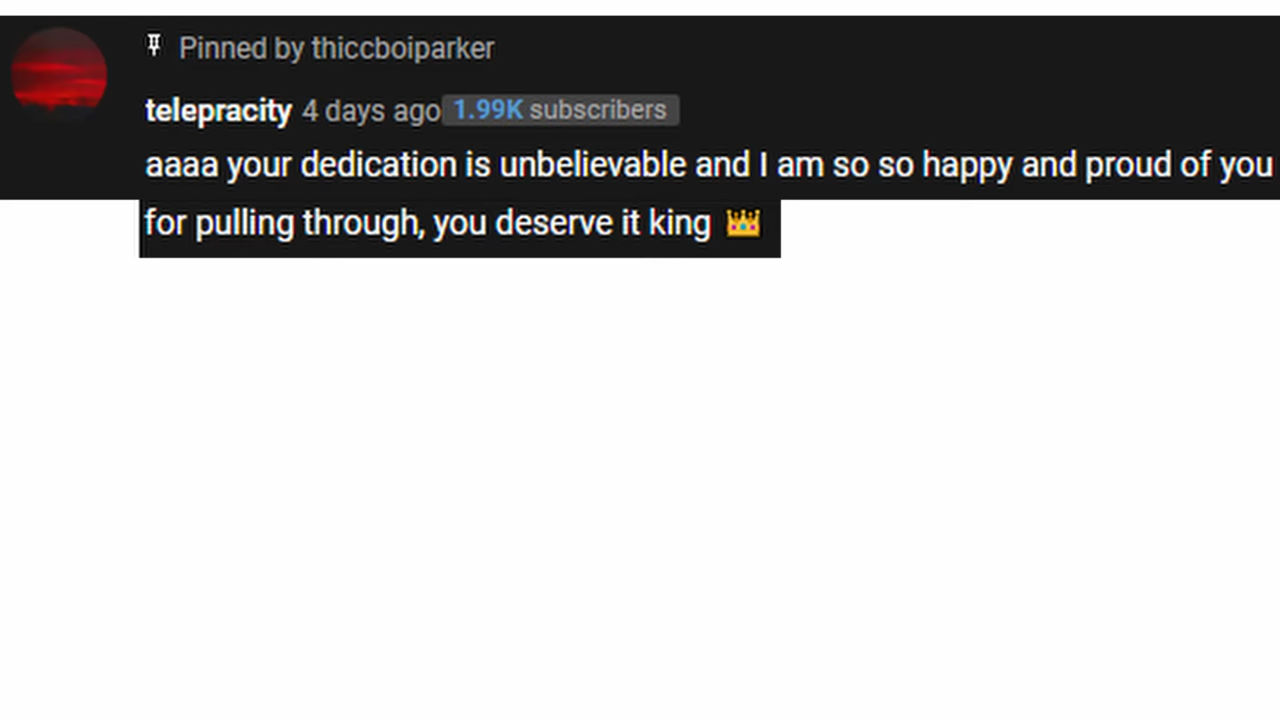 Pinned by thiccboiparker
telepracity 4 days ago 1.99K subscribers
aaaa your dedication is unbelievable and I am so so happy and proud of you
for pulling through, you deserve it king 👑